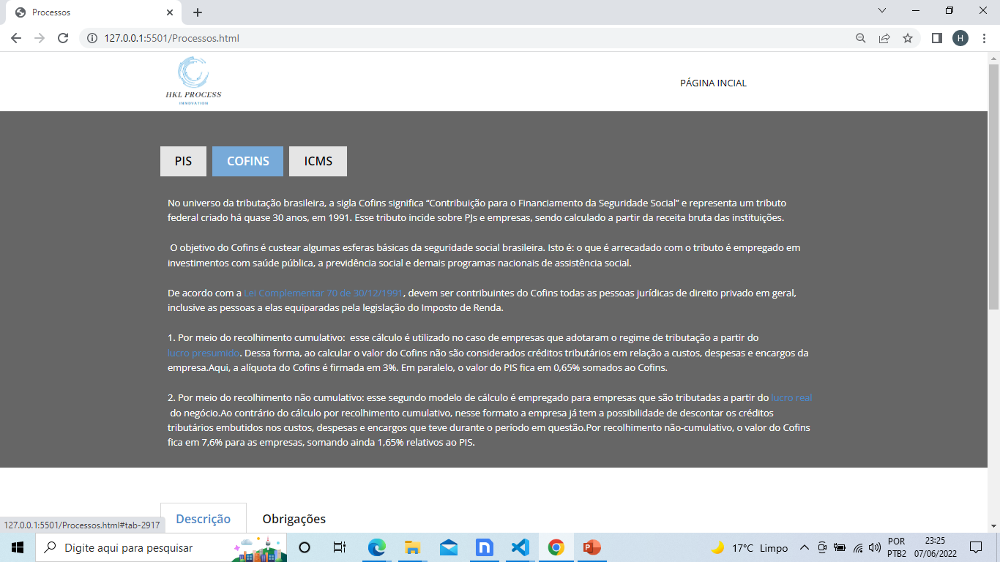 Processos
127.0.0.1:5501/Processos.html
H
HKL PROCESS
INNOVATION
PÁGINA INCIAL
PIS COFINS ICMS
No universo da tributação brasileira, a sigla Cofins significa “Contribuição para o Financiamento da Seguridade Social” e representa um tributo
federal criado há quase 30 anos, em 1991. Esse tributo incide sobre PJs e empresas, sendo calculado a partir da receita bruta das instituições.
O objetivo do Cofins é custear algumas esferas básicas da seguridade social brasileira. Isto é: o que é arrecadado com o tributo é empregado em
investimentos com saúde pública, a previdência social e demais programas nacionais de assistência social.
De acordo com a Lei Complementar 70 de 30/12/1991, devem ser contribuintes do Cofins todas as pessoas jurídicas de direito privado em geral,
inclusive as pessoas a elas equiparadas pela legislação do Imposto de Renda.
1. Por meio do recolhimento cumulativo:  esse cálculo é utilizado no caso de empresas que adotaram o regime de tributação a partir do
lucro presumido. Dessa forma, ao calcular o valor do Cofins não são considerados créditos tributários em relação a custos, despesas e encargos da
empresa.Aqui, a alíquota do Cofins é firmada em 3%. Em paralelo, o valor do PIS fica em 0,65% somados ao Cofins.
2. Por meio do recolhimento não cumulativo: esse segundo modelo de cálculo é empregado para empresas que são tributadas a partir do lucro real
do negócio.Ao contrário do cálculo por recolhimento cumulativo, nesse formato a empresa já tem a possibilidade de descontar os créditos
tributários embutidos nos custos, despesas e encargos que teve durante o período em questão.Por recolhimento não-cumulativo, o valor do Cofins
fica em 7,6% para as empresas, somando ainda 1,65% relativos ao PIS.
Descrição Obrigações
127.0.0.1:5501/Processos.html#tab-2917
Digite aqui para pesquisar
17°C Limpo
POR
PTB2
23:25
07/06/2022